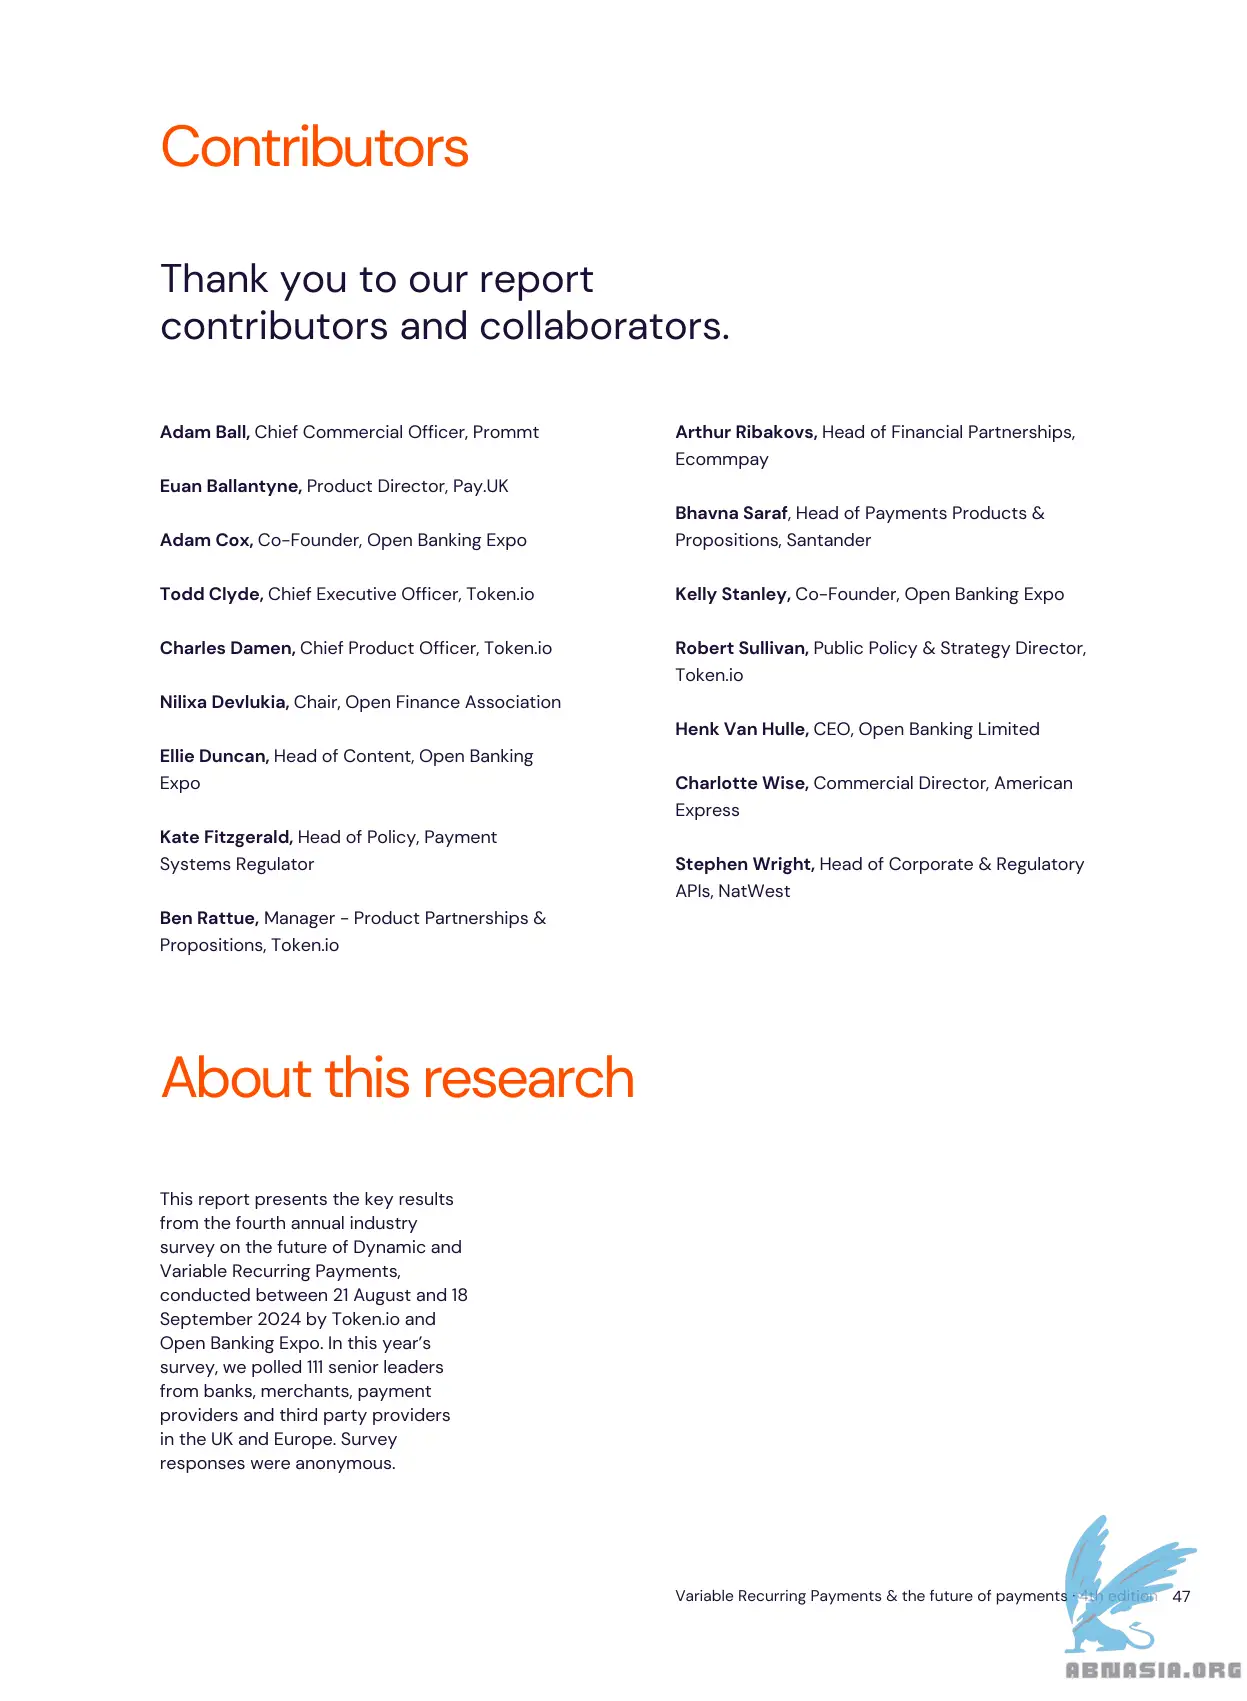 Contributors
Thank you to our report
contributors and collaborators.
Adam Ball, Chief Commercial Officer, Prommt
Euan Ballantyne, Product Director, Pay.UK
Adam Cox, Co-Founder, Open Banking Expo
Todd Clyde, Chief Executive Officer, Token.io
Charles Damen, Chief Product Officer, Token.io
Nilixa Devlukia, Chair, Open Finance Association
Ellie Duncan, Head of Content, Open Banking
Expo
Kate Fitzgerald, Head of Policy, Payment
Systems Regulator
Ben Rattue, Manager - Product Partnerships &
Propositions, Token.io
Arthur Ribakovs, Head of Financial Partnerships,
Ecommpay
Bhavna Saraf, Head of Payments Products &
Propositions, Santander
Kelly Stanley, Co-Founder, Open Banking Expo
Robert Sullivan, Public Policy & Strategy Director,
Token.io
Henk Van Hulle, CEO, Open Banking Limited
Charlotte Wise, Commercial Director, American
Express
Stephen Wright, Head of Corporate & Regulatory
APIs, NatWest
About this research
This report presents the key results
from the fourth annual industry
survey on the future of Dynamic and
Variable Recurring Payments,
conducted between 21 August and 18
September 2024 by Token.io and
Open Banking Expo. In this year’s
survey, we polled 111 senior leaders
from banks, merchants, payment
providers and third party providers
in the UK and Europe. Survey
responses were anonymous.
Variable Recurring Payments & the future of payments · 4th edition 47
ABNASIA.ORG